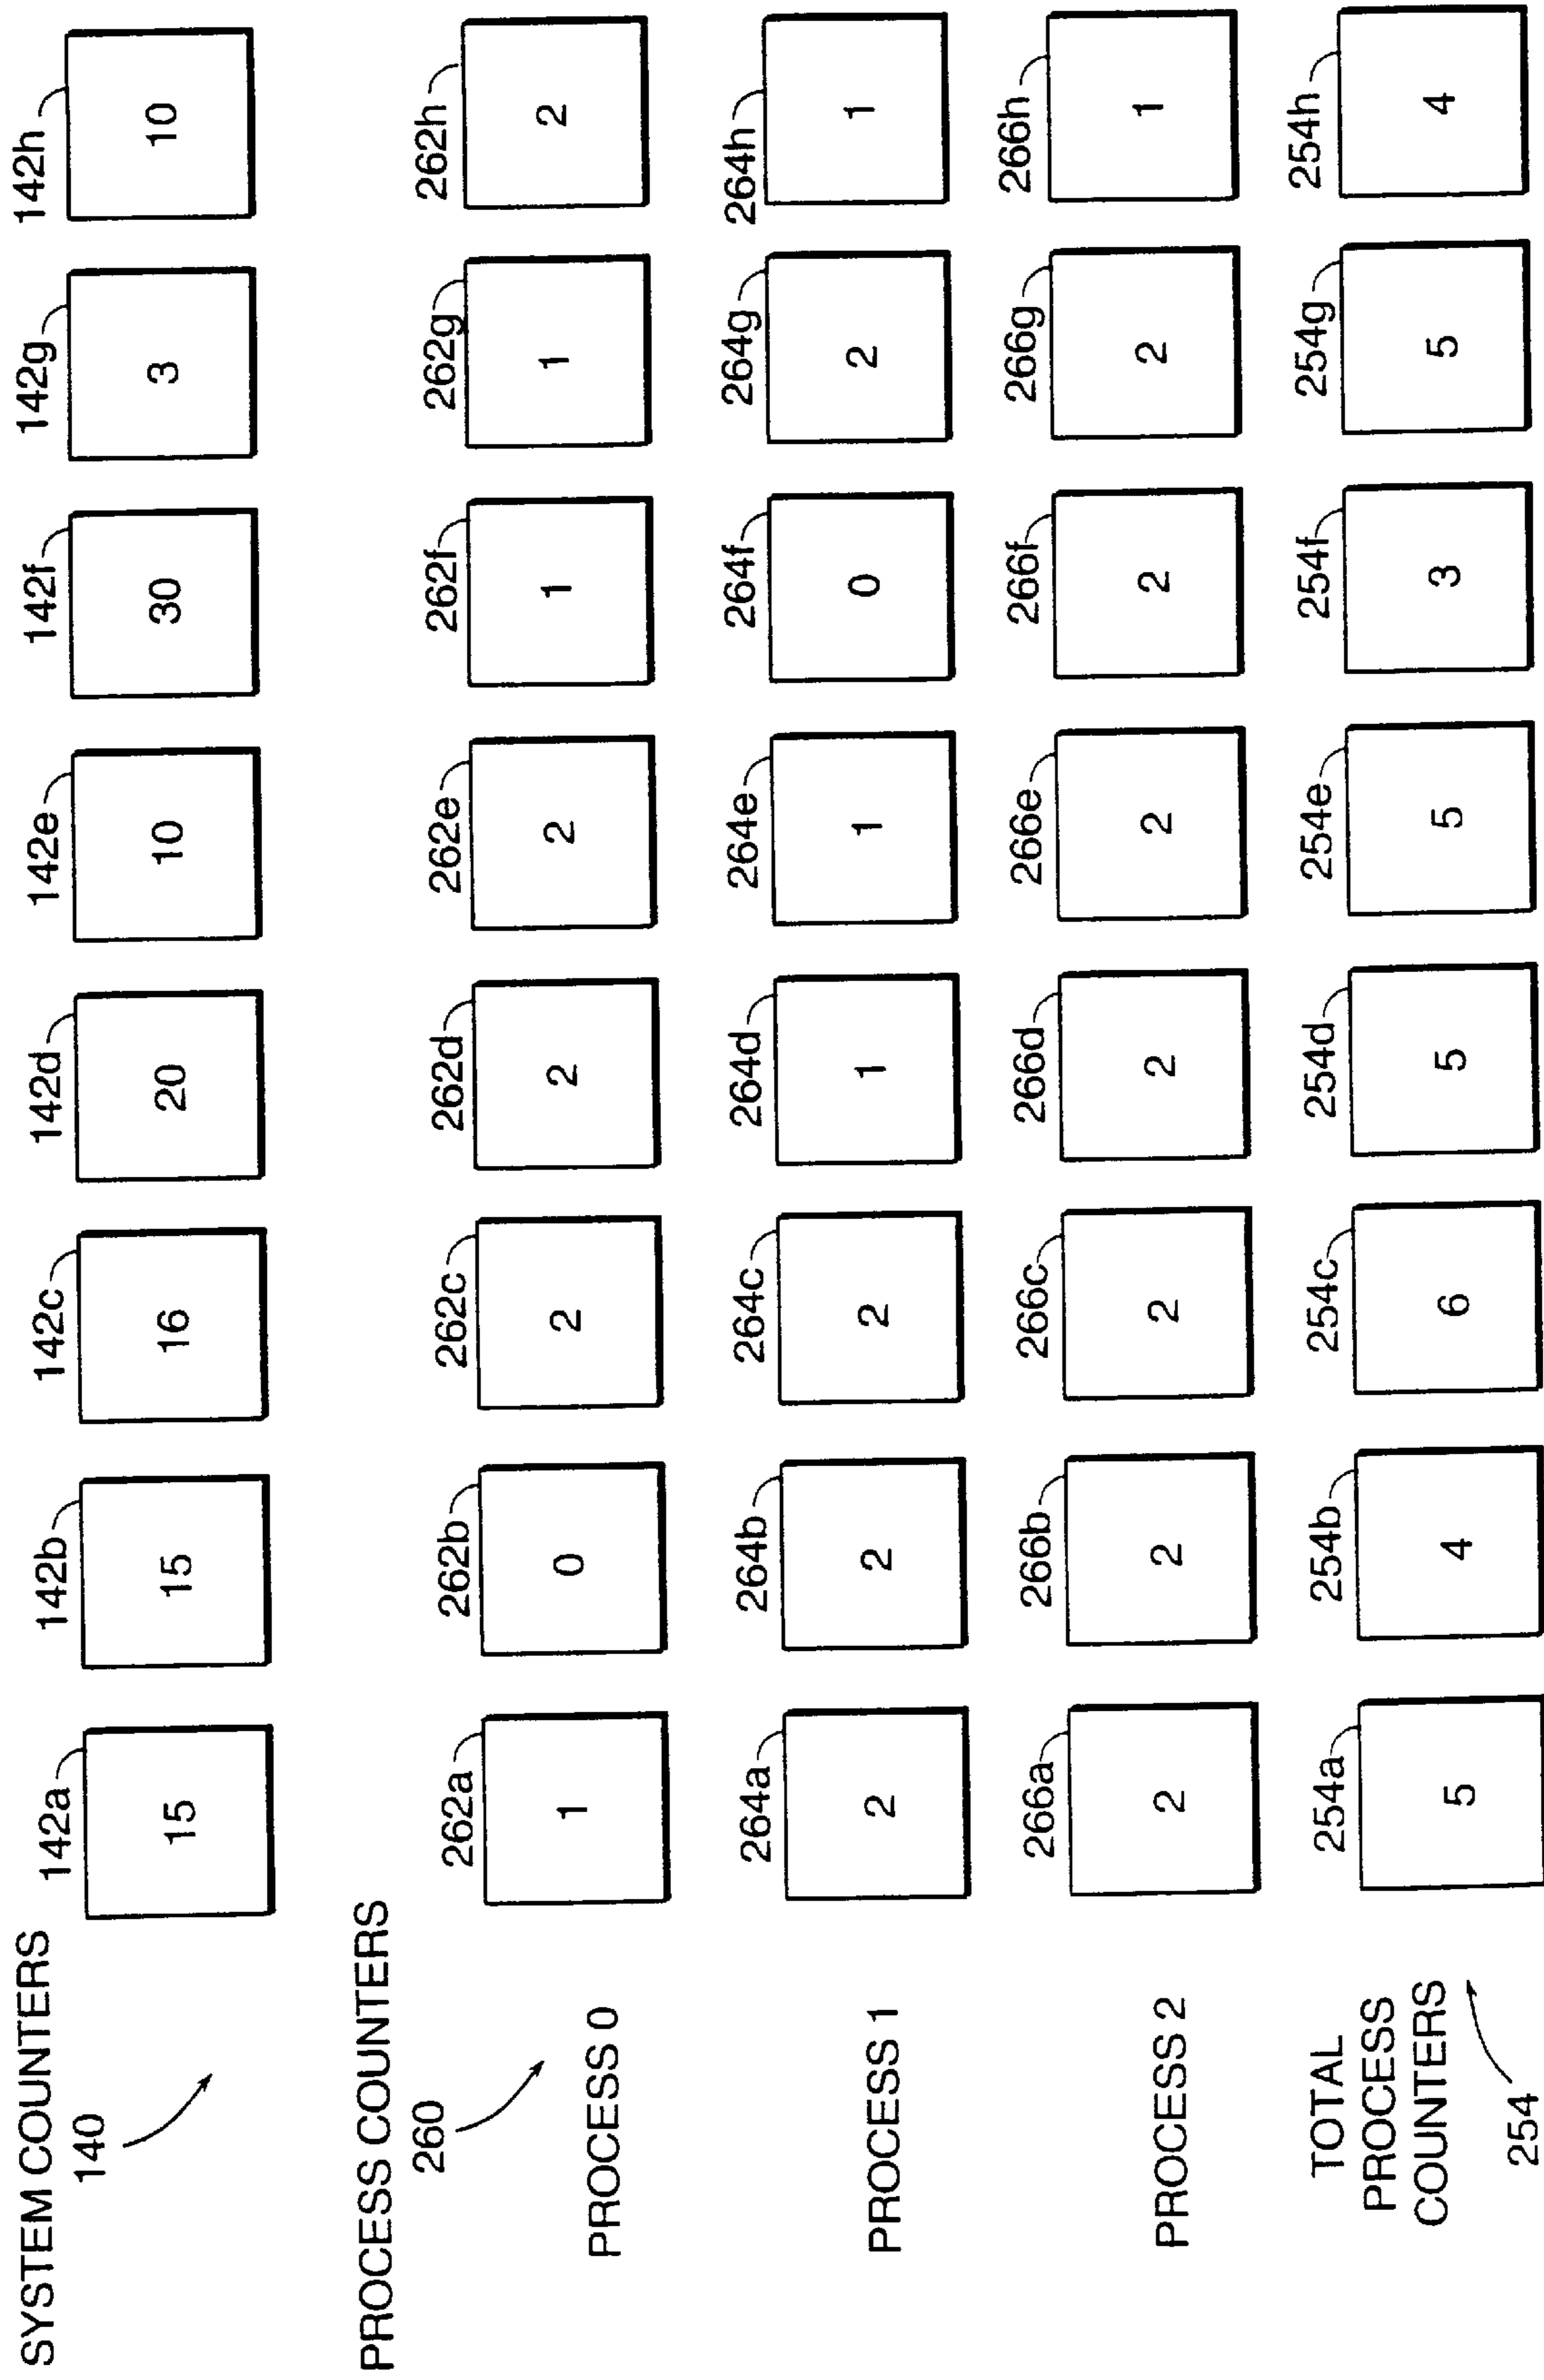 SYSTEM COUNTERS
140
142a 142b 142c 142d 142e 142f 142g 142h
15 15 16 20 10 30 3 10
PROCESS COUNTERS
260
262a 262b 262c 262d 262e 262f 262g 262h
PROCESS 0 1 0 2 2 2 1 1 2
264a 264b 264c 264d 264e 264f 264g 264h
PROCESS 1 2 2 2 1 1 0 2 1
266a 266b 266c 266d 266e 266f 266g 266h
PROCESS 2 2 2 2 2 2 2 2 1
254a 254b 254c 254d 254e 254f 254g 254h
TOTAL
PROCESS
COUNTERS
5 4 6 5 5 3 5 4
254